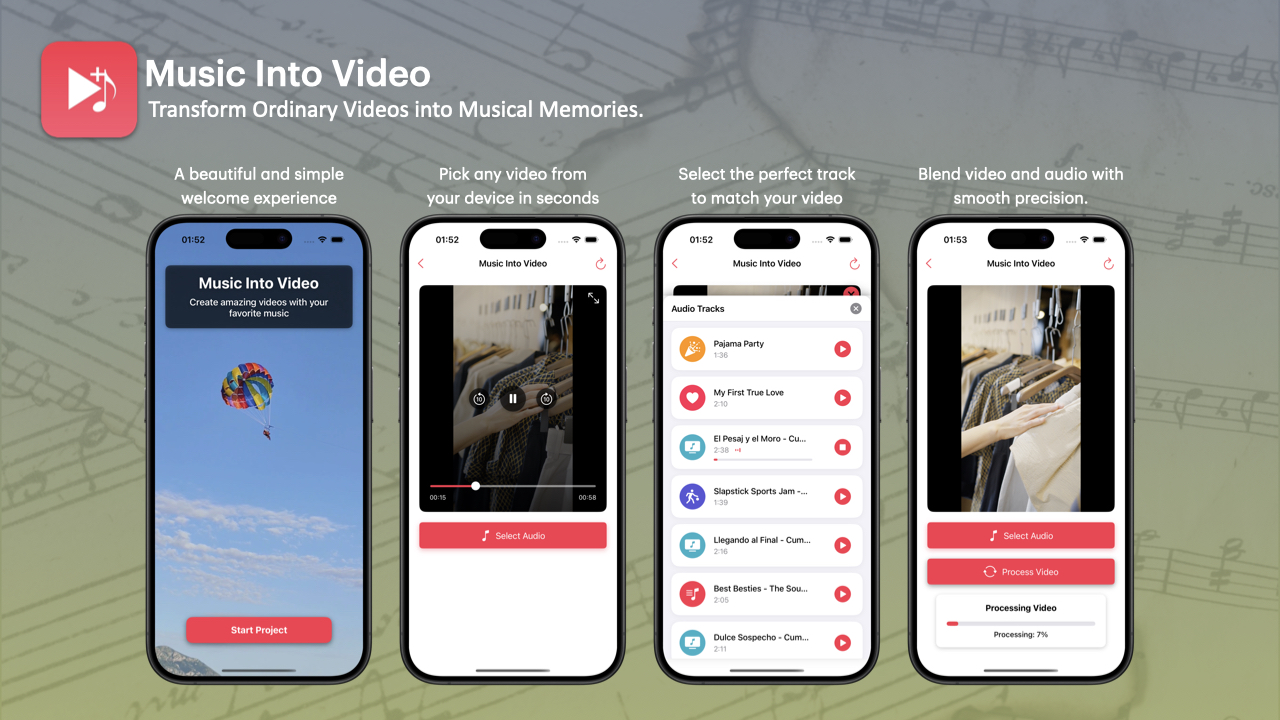 Music Into Video
Transform Ordinary Videos into Musical Memories.
A beautiful and simple
welcome experience
01:52
Music Into Video
Create amazing videos with your
favorite music
Start Project
Pick any video from
your device in seconds
01:52
Music Into Video
10
10
00:15
00:58
Select Audio
Select the perfect track
to match your video
01:52
Music Into Video
Audio Tracks
Pajama Party
1:36
My First True Love
2:10
El Pesaj y el Moro - Cu...
2:38
Slapstick Sports Jam -...
1:39
Llegando al Final - Cum...
2:16
Best Besties - The Sou...
2:05
Dulce Sospecho - Cum...
2:11
Blend video and audio with
smooth precision.
01:53
Music Into Video
Select Audio
Process Video
Processing Video
Processing: 7%